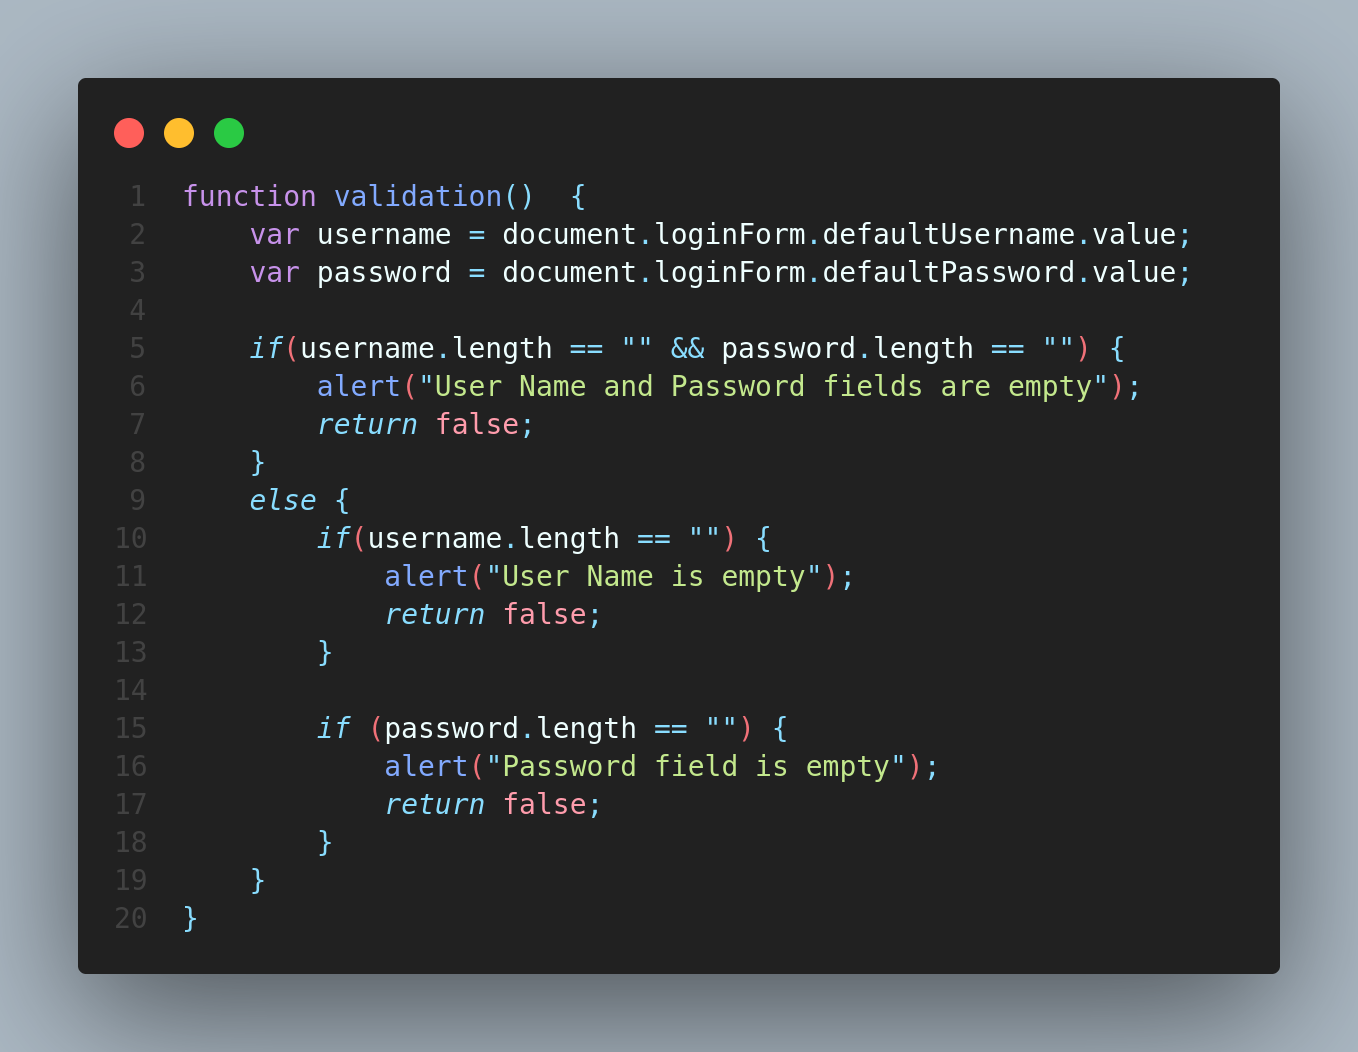 1 function validation()  {
2     var username = document.loginForm.defaultUsername.value;
3     var password = document.loginForm.defaultPassword.value;
4
5     if(username.length == "" && password.length == "") {
6         alert("User Name and Password fields are empty");
7         return false;
8     }
9     else {
10         if(username.length == "") {
11             alert("User Name is empty");
12             return false;
13         }
14
15         if (password.length == "") {
16             alert("Password field is empty");
17             return false;
18         }
19     }
20 }